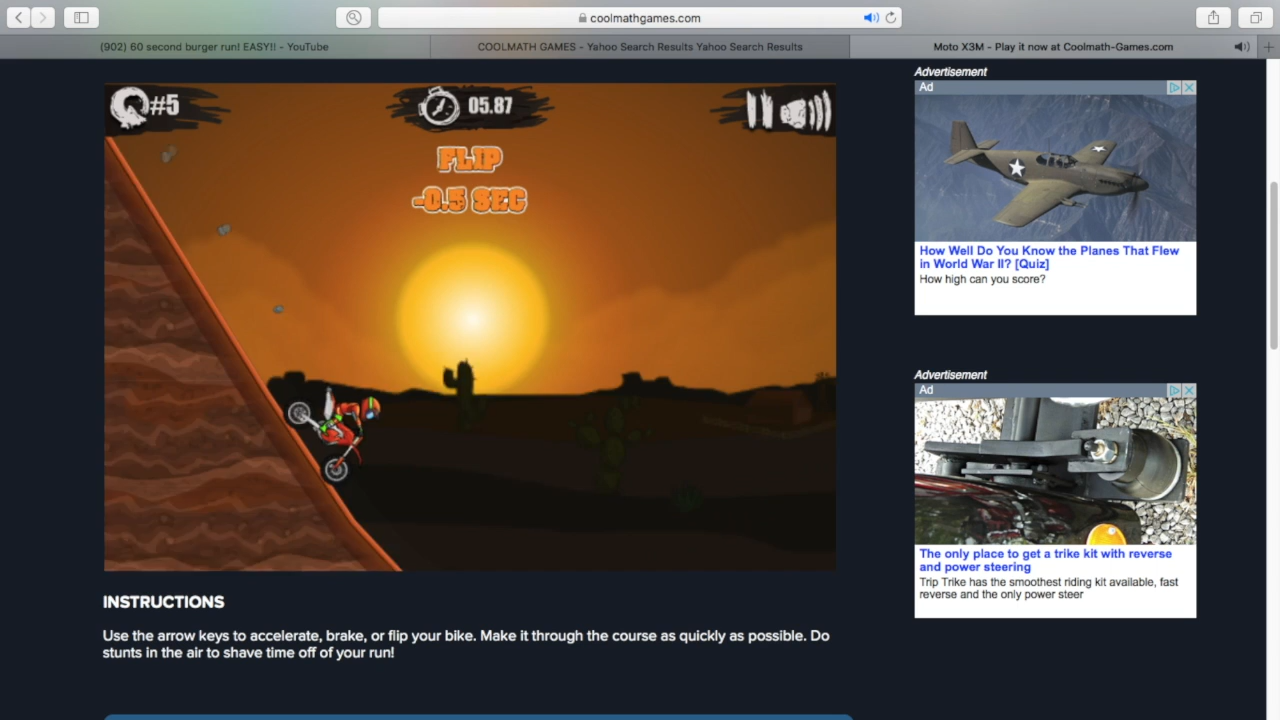 coolmathgames.com
(902) 60 second burger run! EASY!! - YouTube
COOLMATH GAMES - Yahoo Search Results Yahoo Search Results
Moto X3M - Play it now at Coolmath-Games.com
#5
05.87
FLIP
-0.5 SEC
INSTRUCTIONS
Use the arrow keys to accelerate, brake, or flip your bike. Make it through the course as quickly as possible. Do
stunts in the air to shave time off of your run!
Advertisement
Ad
How Well Do You Know the Planes That Flew
in World War II? [Quiz]
How high can you score?
Advertisement
Ad
The only place to get a trike kit with reverse
and power steering
Trip Trike has the smoothest riding kit available, fast
reverse and the only power steer